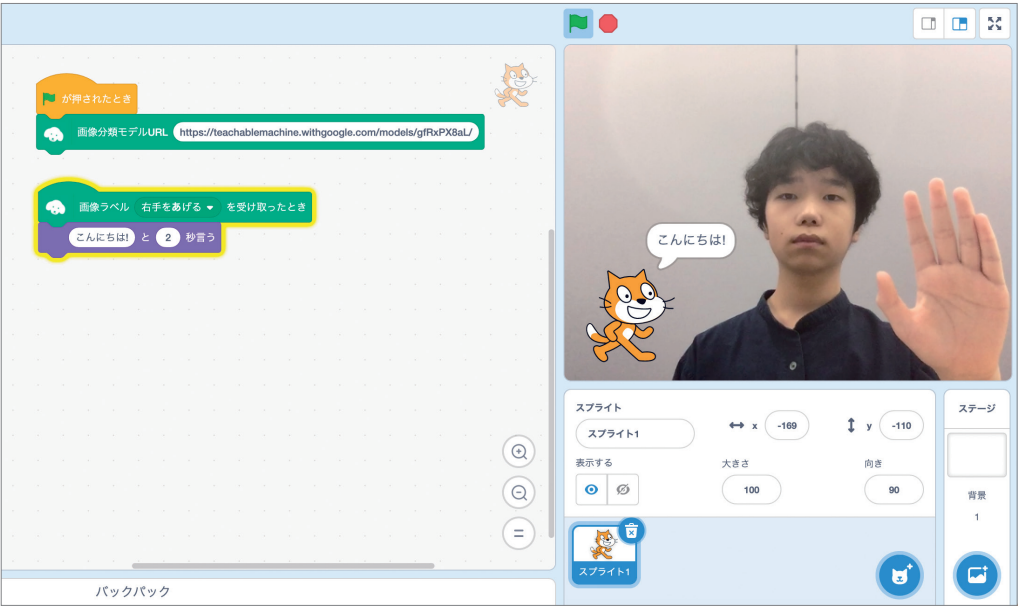 が押されたとき
画像分類モデルURL https://teachablemachine.withgoogle.com/models/gfRxPX8aL/
画像ラベル 右手をあげる を受け取ったとき
こんにちは! と 2 秒言う
バックパック
こんにちは!
スプライト
スプライト1
x -169
y -110
表示する
大きさ
100
向き
90
スプライト1
ステージ
背景
1